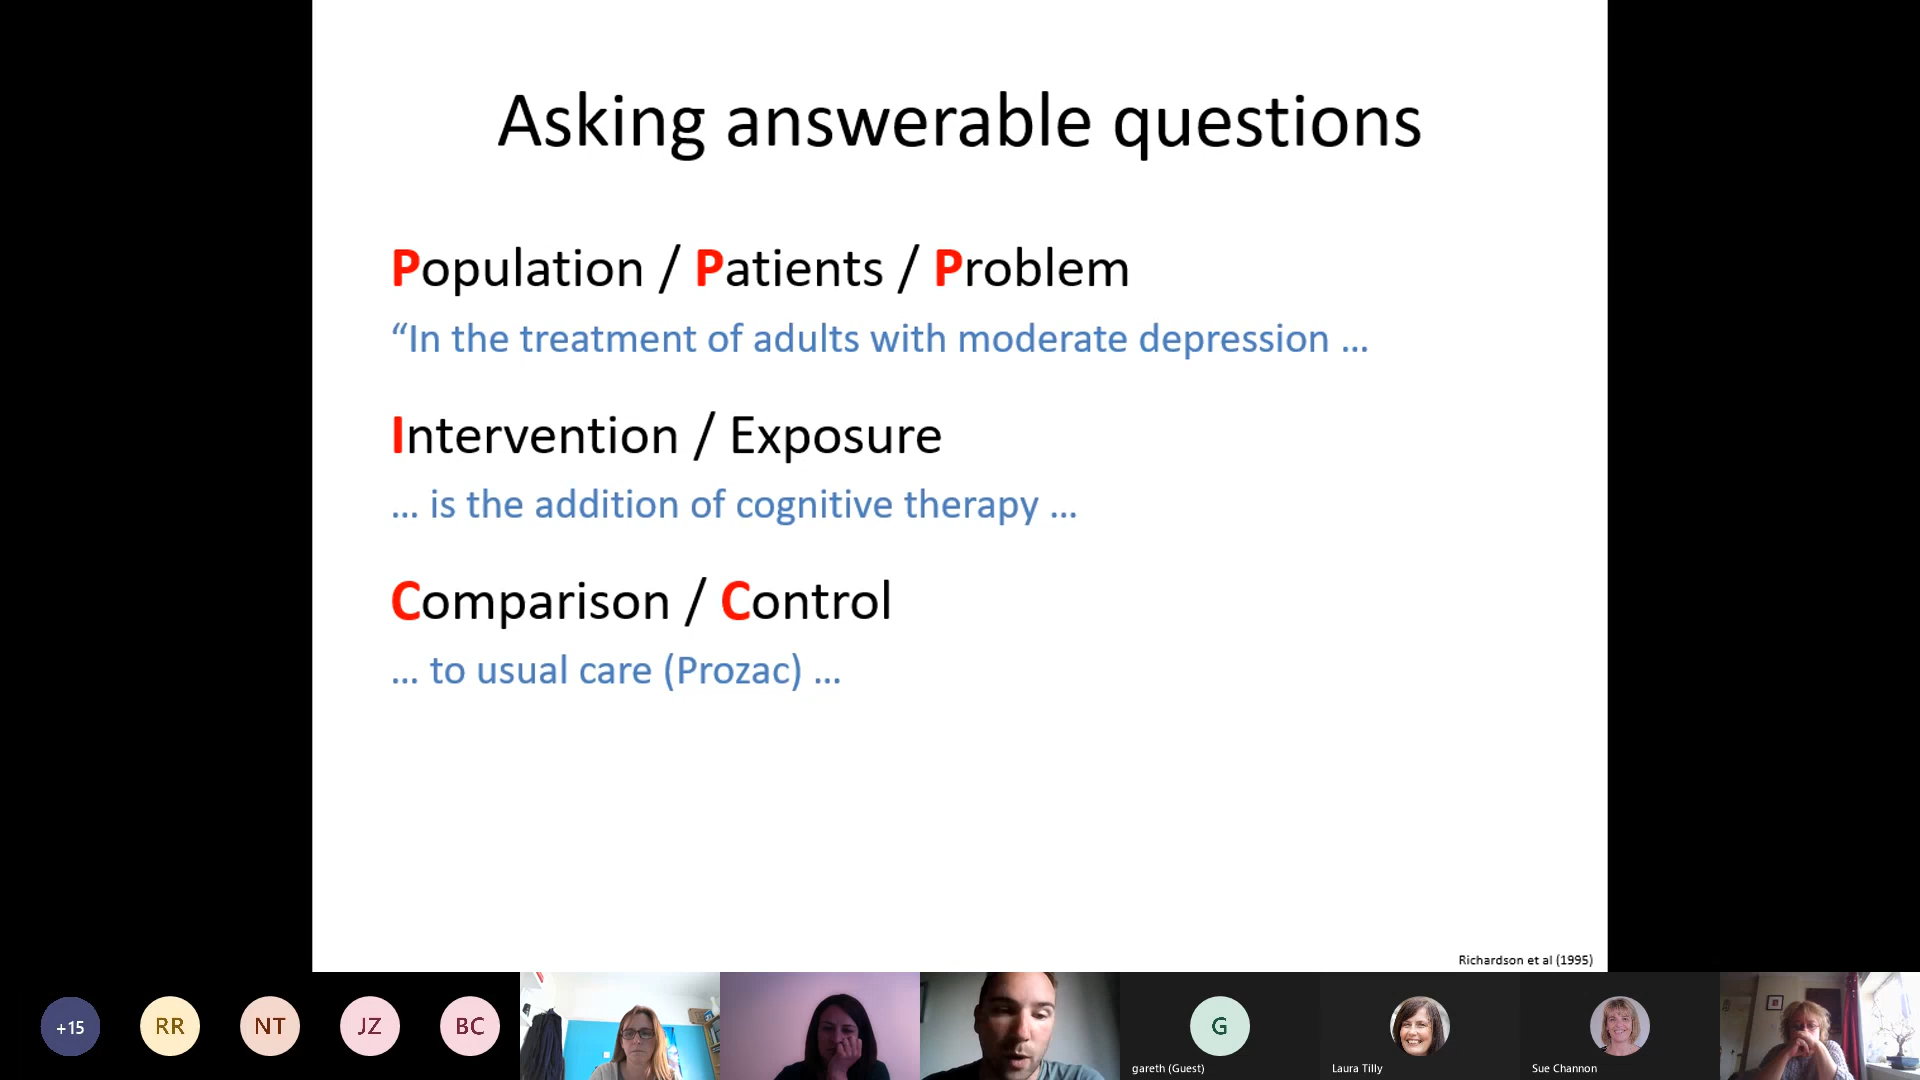 Asking answerable questions
Population / Patients / Problem
“In the treatment of adults with moderate depression ...
Intervention / Exposure
... is the addition of cognitive therapy ...
Comparison / Control
... to usual care (Prozac) ...
Richardson et al (1995)
+15
RR
NT
JZ
BC
G
gareth (Guest)
Laura Tilly
Sue Channon